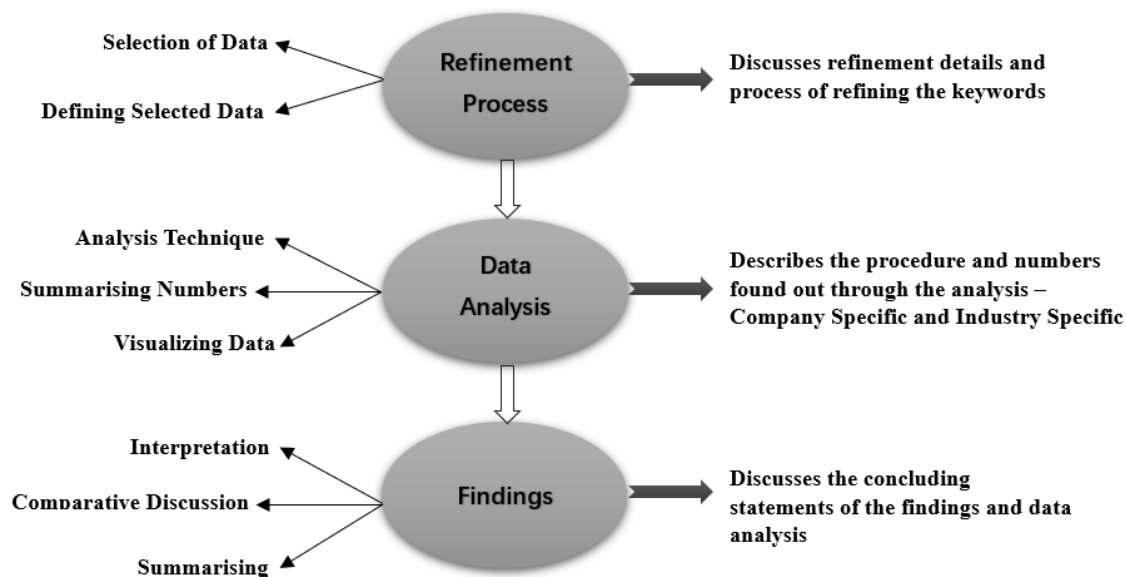 Selection of Data
Defining Selected Data
Refinement
Process
Discusses refinement details and
process of refining the keywords
Analysis Technique
Summarising Numbers
Visualizing Data
Data
Analysis
Describes the procedure and numbers
found out through the analysis –
Company Specific and Industry Specific
Interpretation
Comparative Discussion
Summarising
Findings
Discusses the concluding
statements of the findings and data
analysis